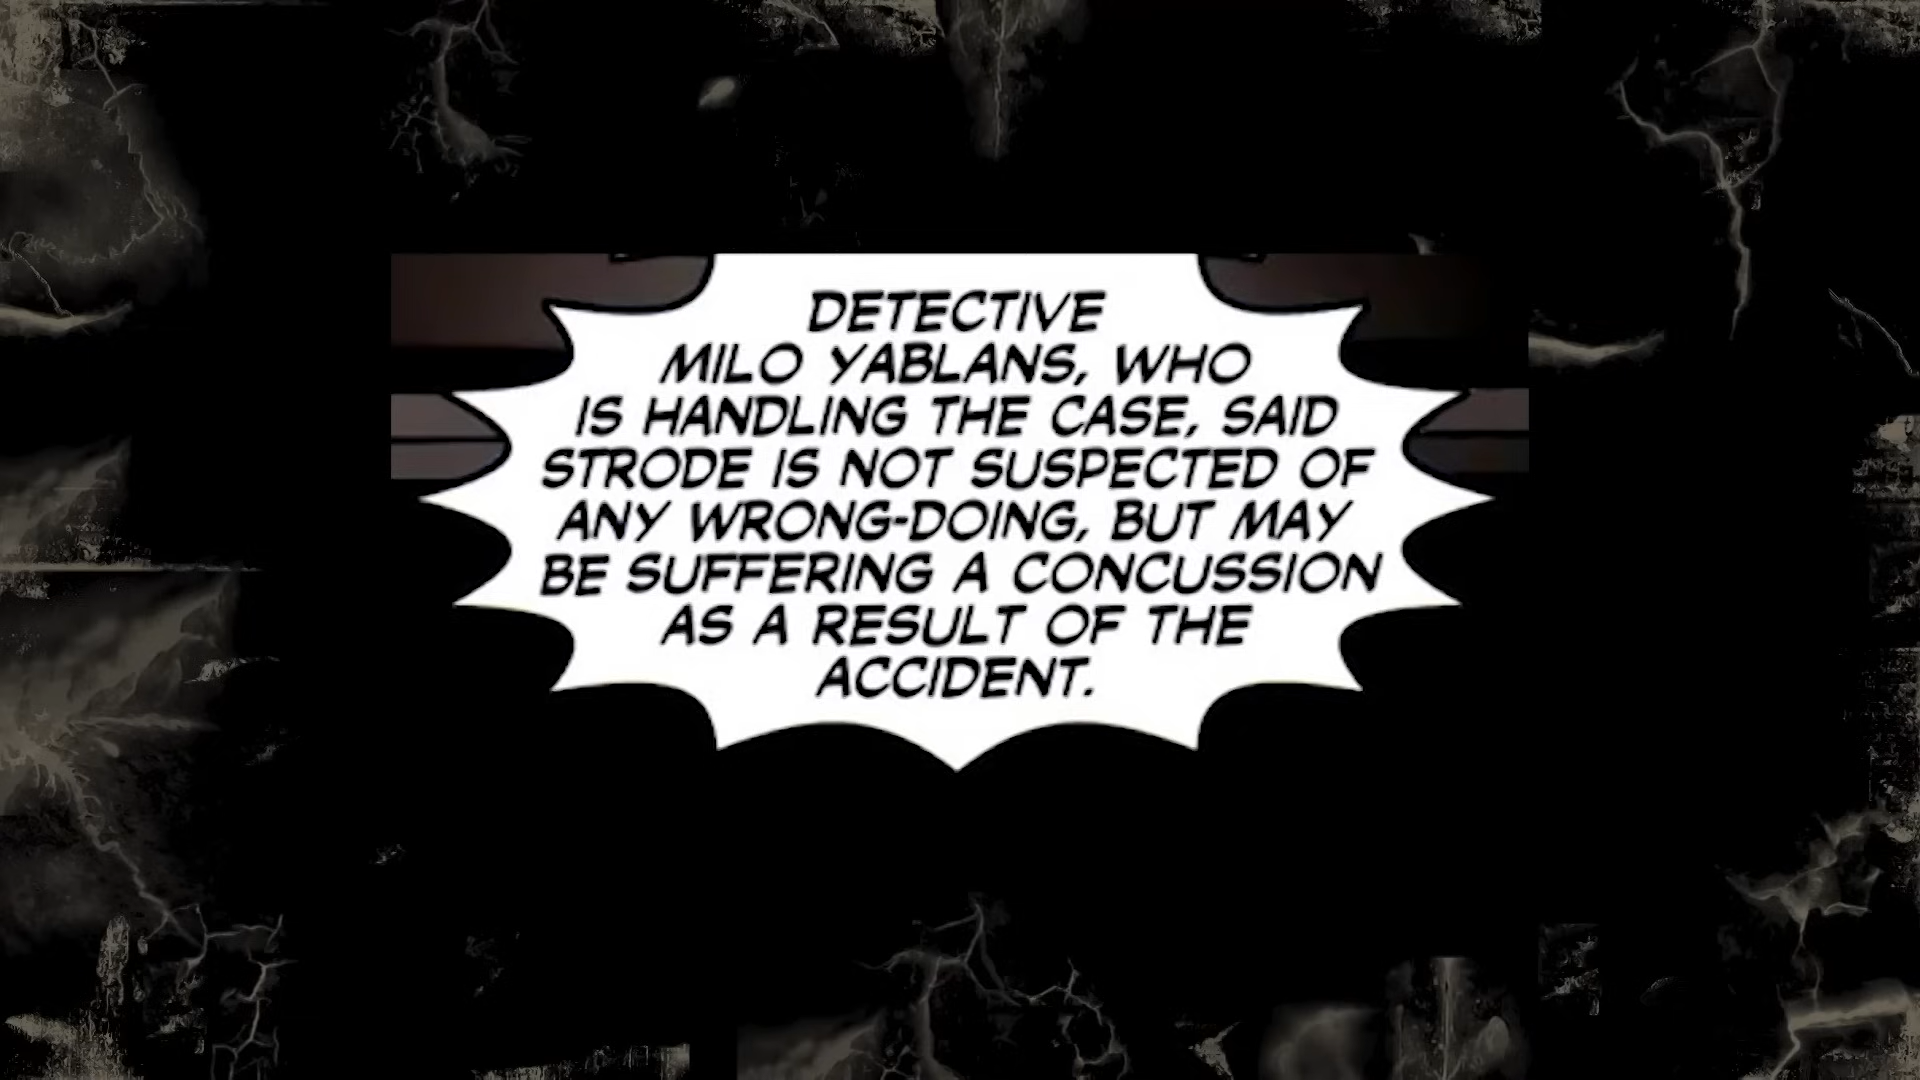 DETECTIVE
MILO YABLANS, WHO
IS HANDLING THE CASE, SAID
STRODE IS NOT SUSPECTED OF
ANY WRONG-DOING, BUT MAY
BE SUFFERING A CONCUSSION
AS A RESULT OF THE
ACCIDENT.